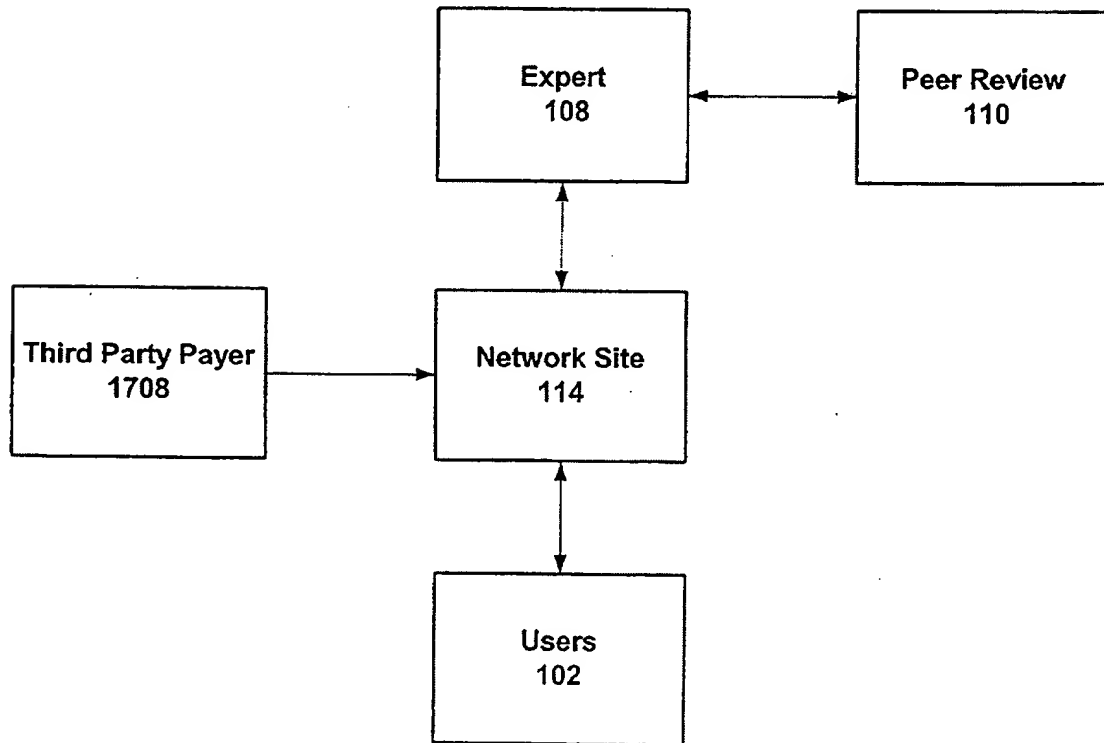 Expert
108
Peer Review
110
Third Party Payer
1708
Network Site
114
Users
102